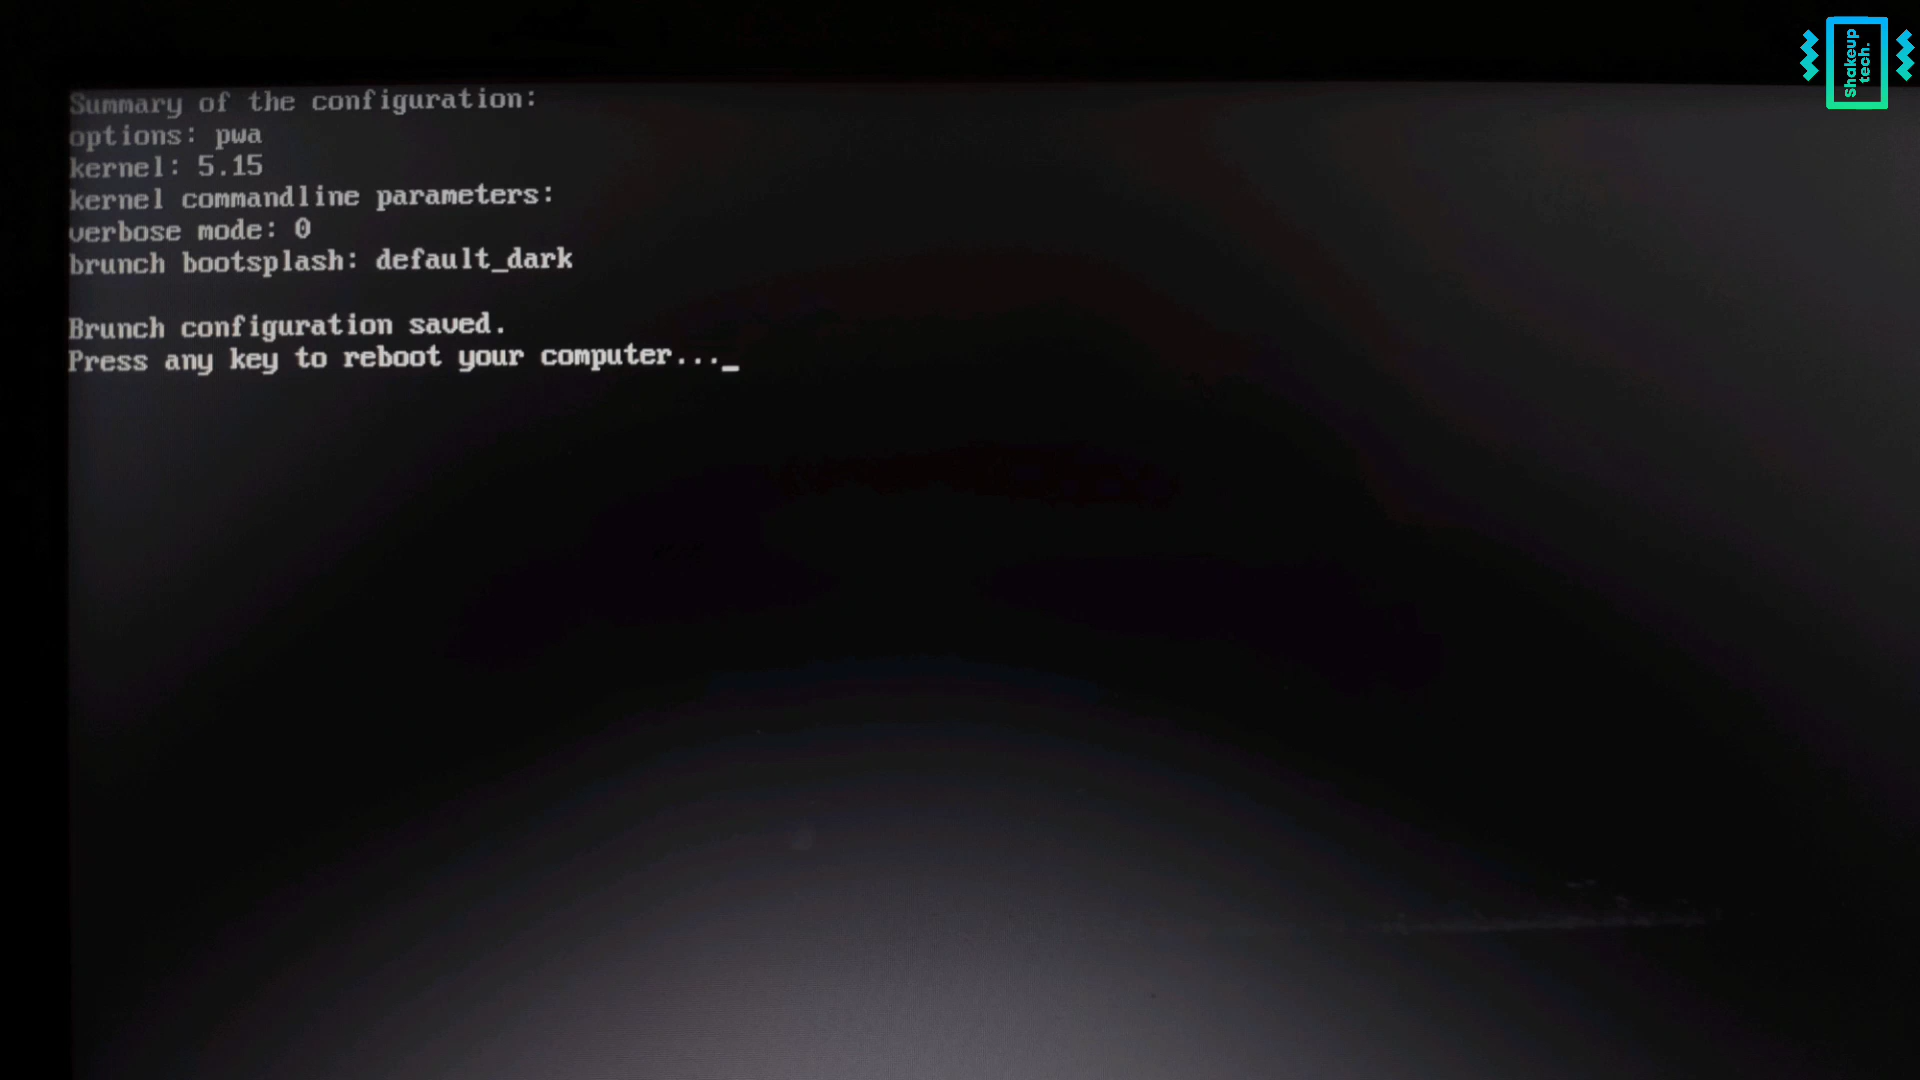 Summary of the configuration:
options: pwa
kernel: 5.15
kernel commandline parameters:
verbose mode: 0
brunch bootsplash: default_dark
Brunch configuration saved.
Press any key to reboot your computer..._
Shakeup
tech.